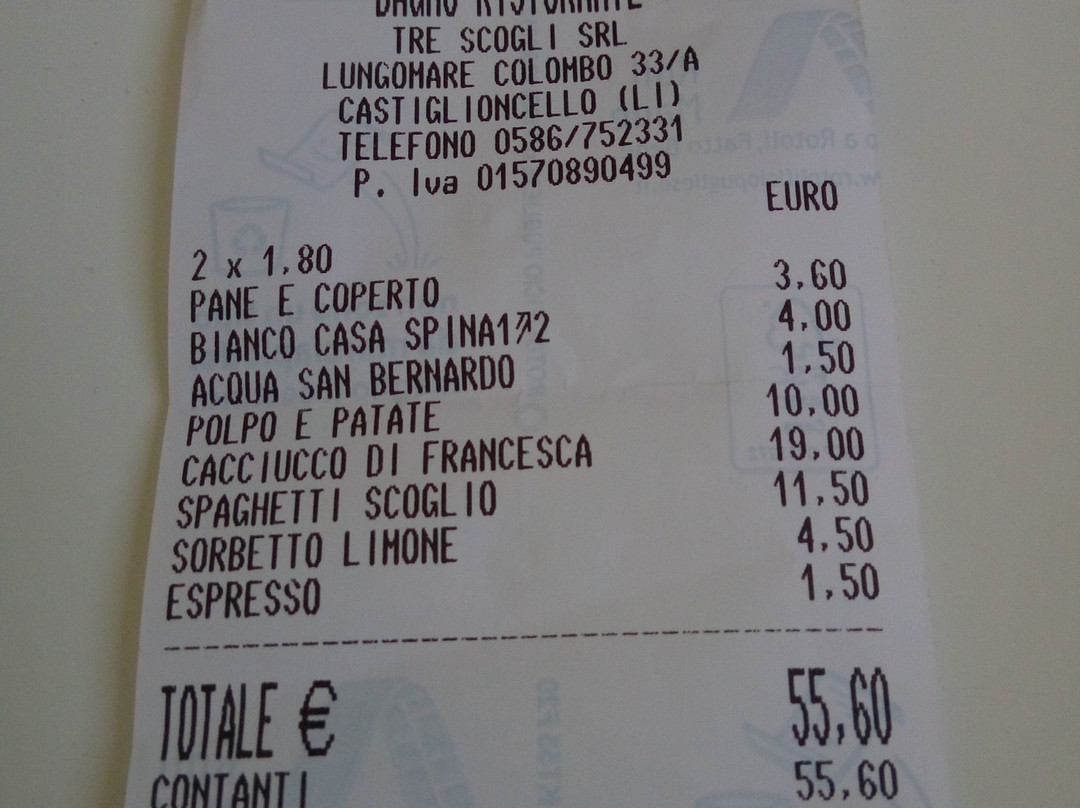 BAGNO RISTORANTE
TRE SCOGLI SRL
LUNGOMARE COLOMBO 33/A
CASTIGLIONCELLO (LI)
TELEFONO 0586/752331
P. Iva 01570890499
EURO
2 x 1,80
PANE E COPERTO 3,60
BIANCO CASA SPINA1↗2 4,00
ACQUA SAN BERNARDO 1,50
POLPO E PATATE 10,00
CACCIUCCO DI FRANCESCA 19,00
SPAGHETTI SCOGLIO 11,50
SORBETTO LIMONE 4,50
ESPRESSO 1,50
TOTALE € 55,60
CONTANTI 55,60